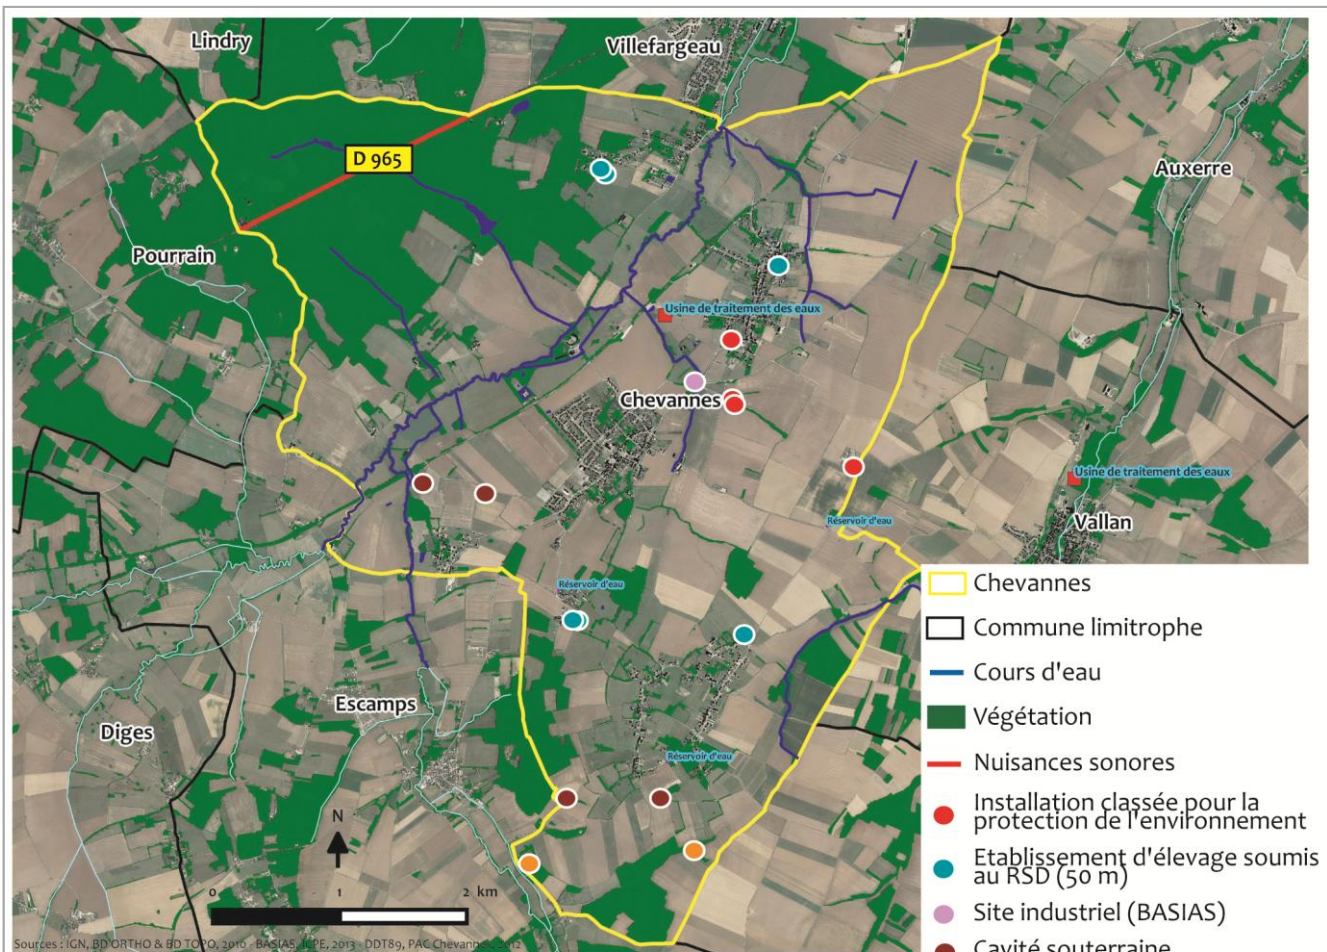 Lindry
Villefargeau
D 965
Auxerre
Pourrain
Usine de traitement des eaux
Chevannes
Usine de traitement des eaux
Réservoir d'eau
Vallan
Réservoir d'eau
Chevannes
Commune limitrophe
Escamps
Cours d'eau
Diges
Végétation
Réservoir d'eau
Nuisances sonores
Installation classée pour la
protection de l'environnement
N
Etablissement d'élevage soumis
au RSD (50 m)
0 1 2 km
Site industriel (BASIAS)
Sources : IGN, BD ORTHO & BD TOPO, 2010 - BASIAS, ICPE, 2013 - DDT89, PAC Chevannes, 2012
Cavité souterraine